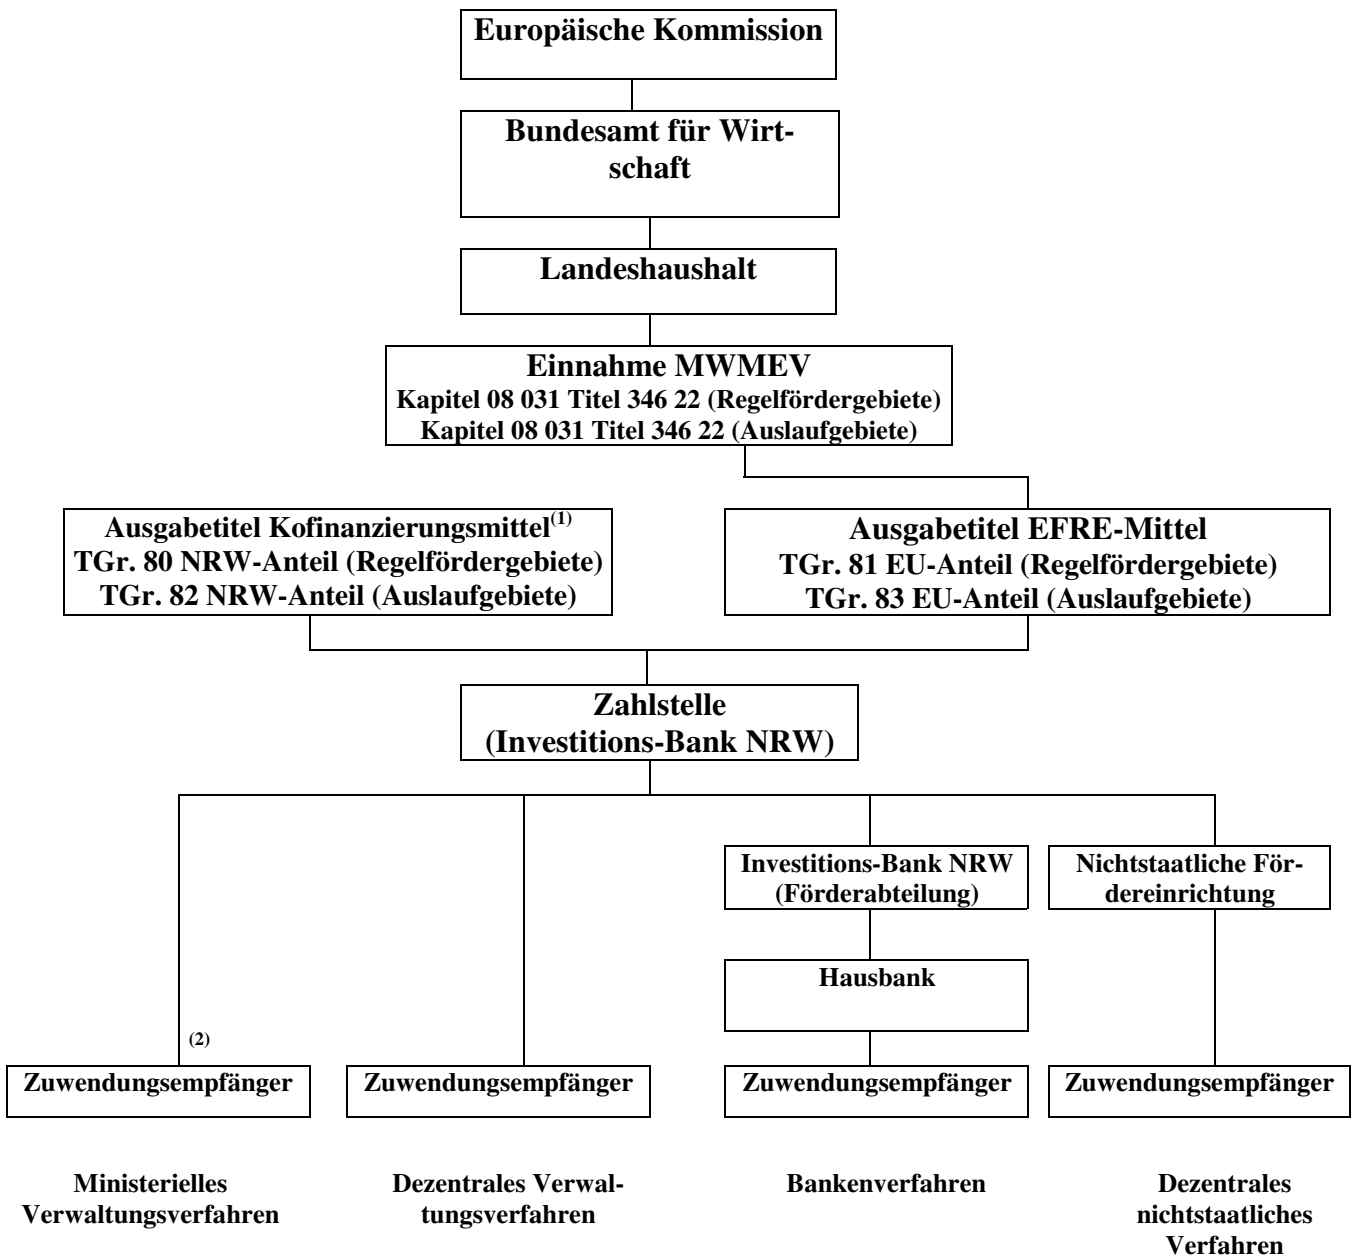 Europäische Kommission
Bundesamt für Wirt-
schaft
Landeshaushalt
Einnahme MWMEV
Kapitel 08 031 Titel 346 22 (Regelfördergebiete)
Kapitel 08 031 Titel 346 22 (Auslaufgebiete)
Ausgabetitel Kofinanzierungsmittel(1)
TGr. 80 NRW-Anteil (Regelfördergebiete)
TGr. 82 NRW-Anteil (Auslaufgebiete)
Ausgabetitel EFRE-Mittel
TGr. 81 EU-Anteil (Regelfördergebiete)
TGr. 83 EU-Anteil (Auslaufgebiete)
Zahlstelle
(Investitions-Bank NRW)
Investitions-Bank NRW
(Förderabteilung)
Nichtstaatliche För-
dereinrichtung
Hausbank
(2)
Zuwendungsempfänger
Zuwendungsempfänger
Zuwendungsempfänger
Zuwendungsempfänger
Ministerielles
Verwaltungsverfahren
Dezentrales Verwal-
tungsverfahren
Bankenverfahren
Dezentrales
nichtstaatliches
Verfahren